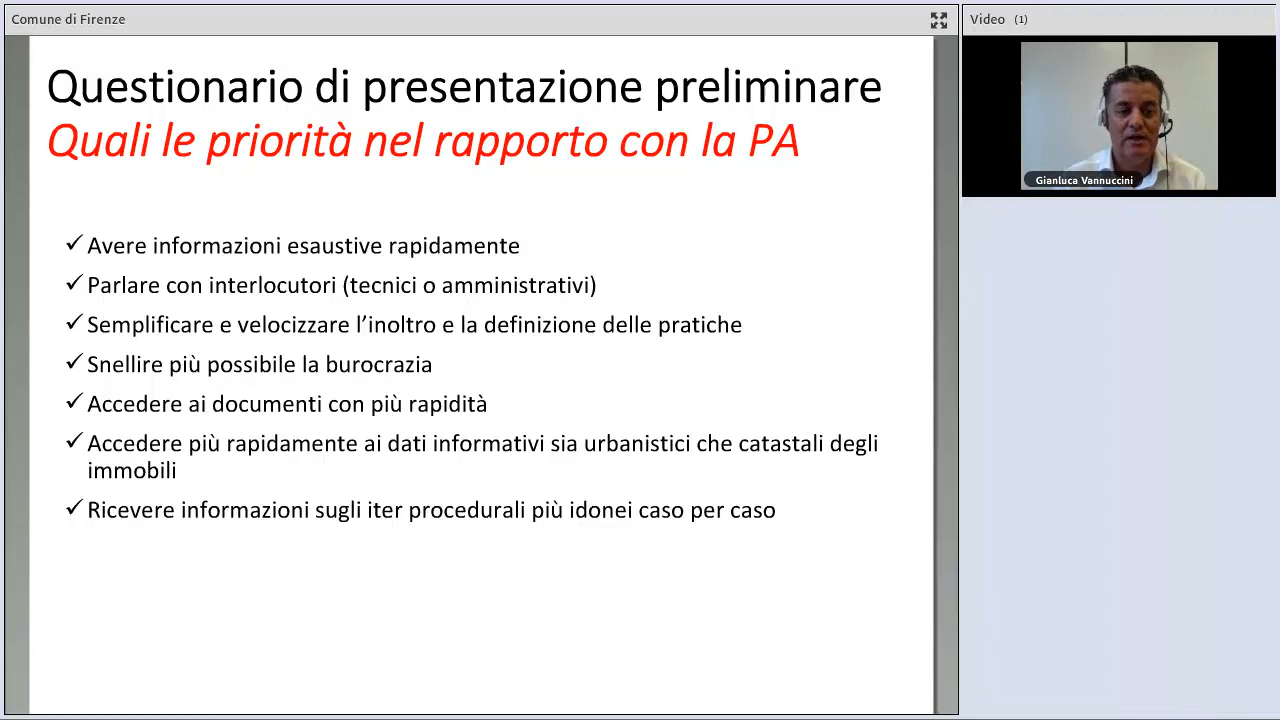 Comune di Firenze
Video (1)
Questionario di presentazione preliminare
Quali le priorità nel rapporto con la PA
✓ Avere informazioni esaustive rapidamente
✓ Parlare con interlocutori (tecnici o amministrativi)
✓ Semplificare e velocizzare l’inoltro e la definizione delle pratiche
✓ Snellire più possibile la burocrazia
✓ Accedere ai documenti con più rapidità
✓ Accedere più rapidamente ai dati informativi sia urbanistici che catastali degli
immobili
✓ Ricevere informazioni sugli iter procedurali più idonei caso per caso
Gianluca Vannuccini